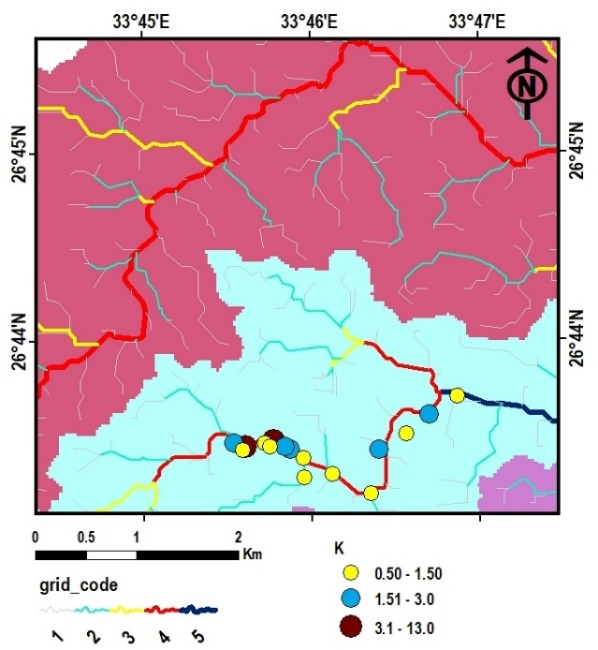 33°45'E 33°46'E 33°47'E
N
26°45'N 26°45'N
26°44'N 26°44'N
0 0.5 1 2
Km
grid_code
1 2 3 4 5
K
0.50 - 1.50
1.51 - 3.0
3.1 - 13.0